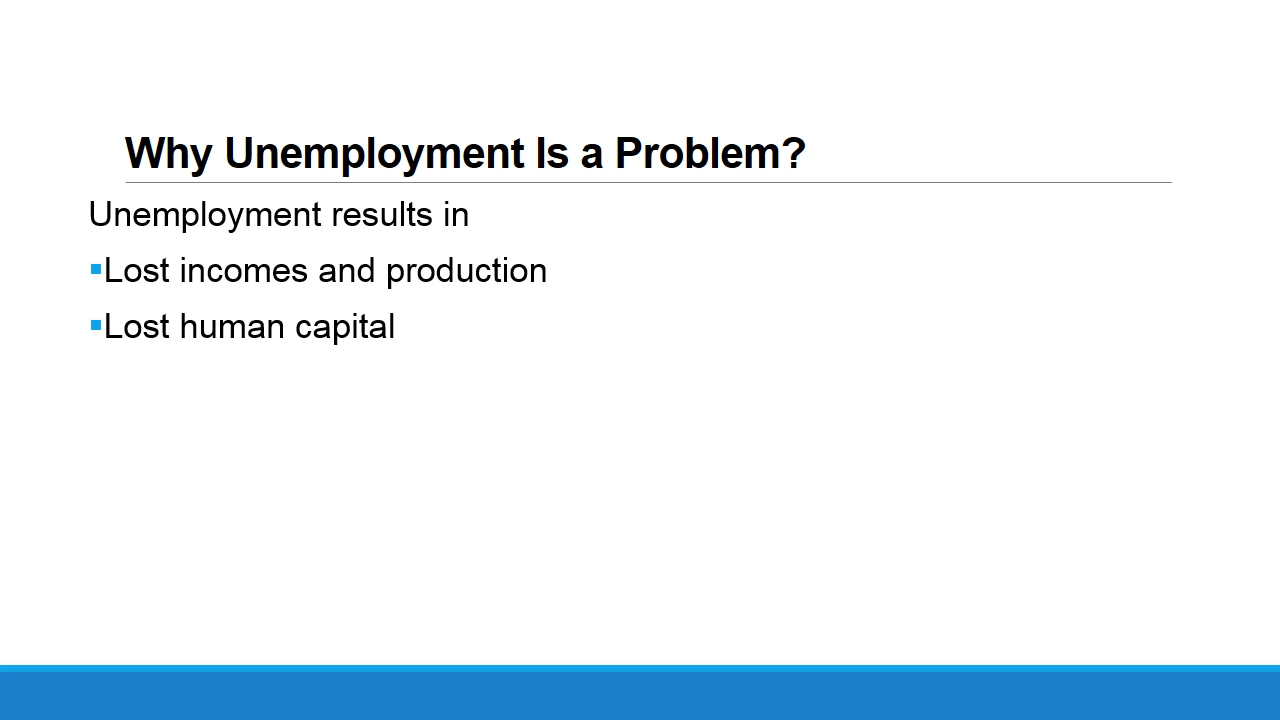 Why Unemployment Is a Problem?
Unemployment results in
▪Lost incomes and production
▪Lost human capital